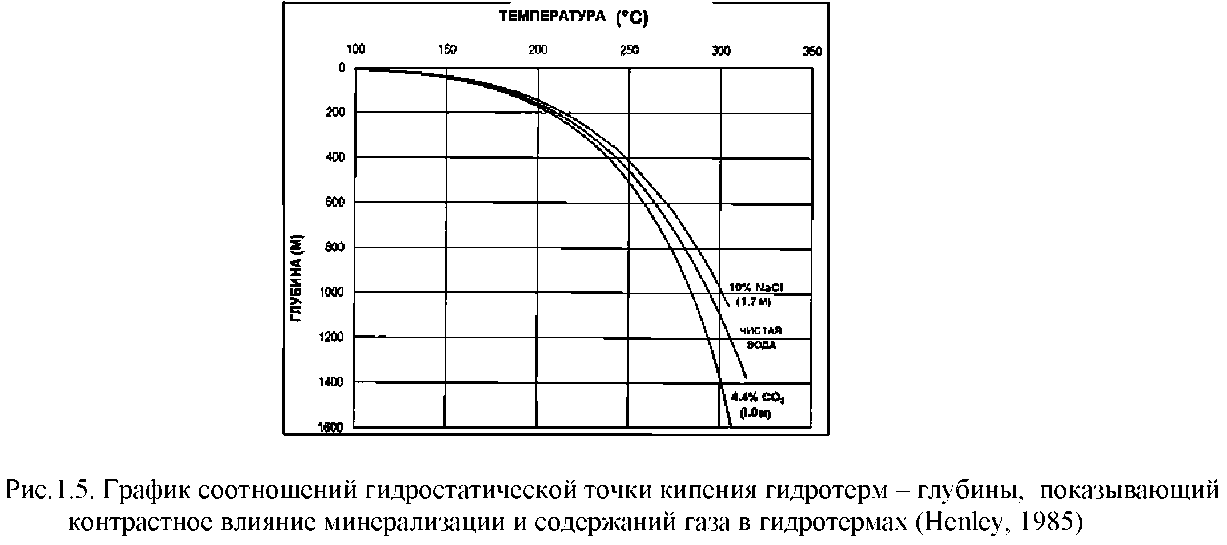 ТЕМПЕРАТУРА (°C)
100 150 200 250 300 350
0
200
400
600
800
1000
1200
1400
1600
ГЛУБИНА (М)
10% NaCl
(1.7 м)
ЧИСТАЯ
ВОДА
4.4% CO₂
(1.0м)
Рис.1.5. График соотношений гидростатической точки кипения гидротерм – глубины, показывающий
контрастное влияние минерализации и содержаний газа в гидротермах (Henley, 1985)